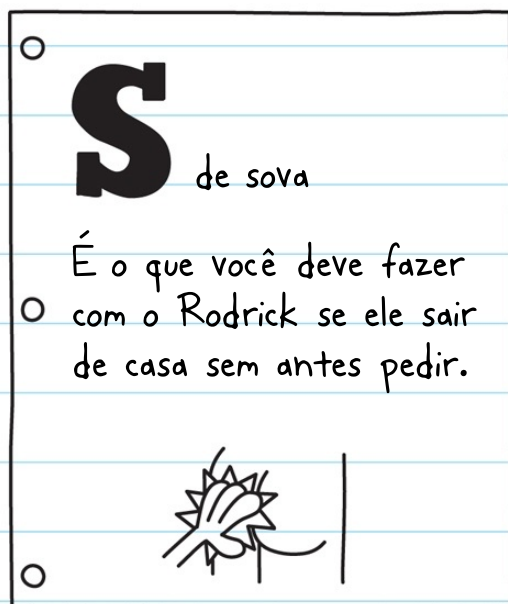 S de sova
É o que você deve fazer
com o Rodrick se ele sair
de casa sem antes pedir.